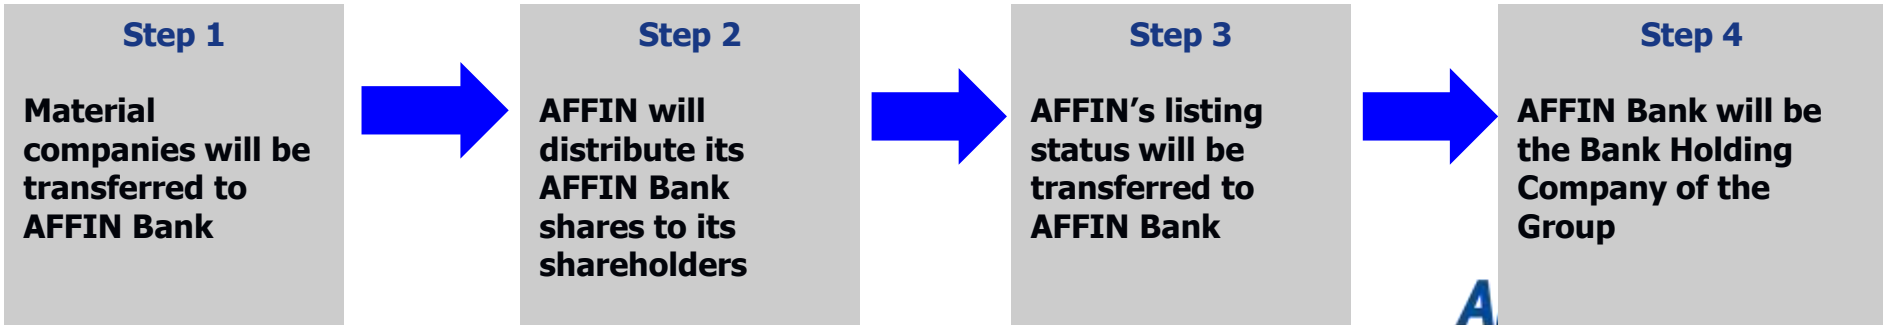 Step 1
Material
companies will be
transferred to
AFFIN Bank
Step 2
AFFIN will
distribute its
AFFIN Bank
shares to its
shareholders
Step 3
AFFIN’s listing
status will be
transferred to
AFFIN Bank
Step 4
AFFIN Bank will be
the Bank Holding
Company of the
Group